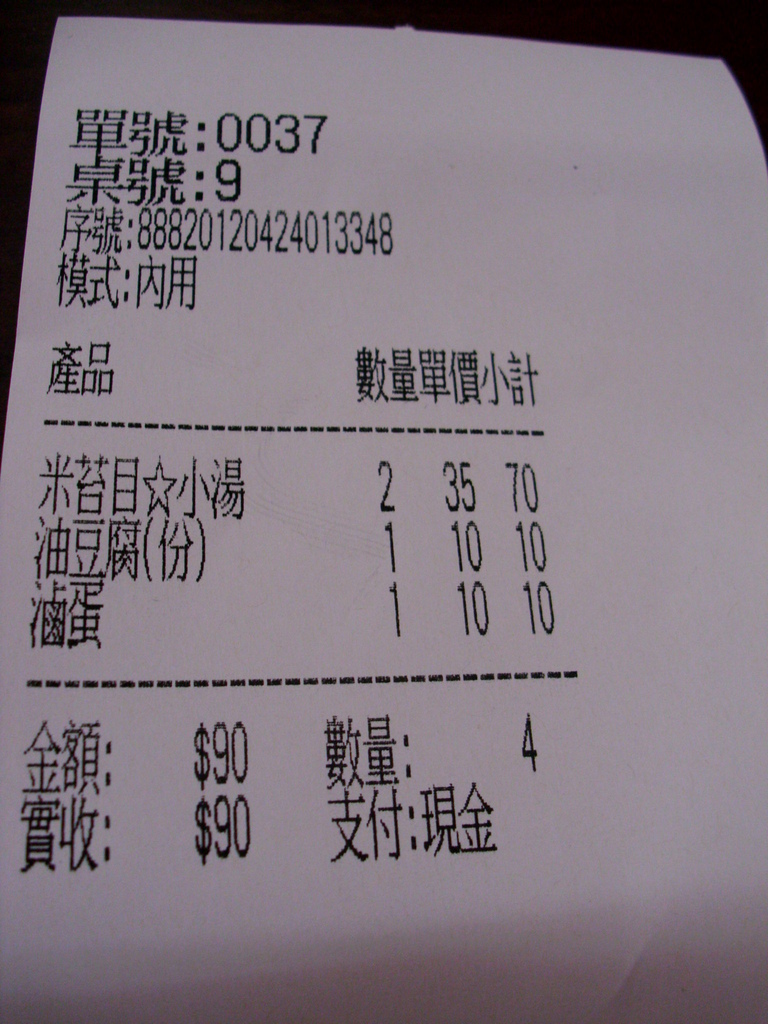 單號:0037
桌號:9
序號:888201204240133​48
模式:內用
產品 數量單價小計
米苔目☆小湯 2 35 70
油豆腐(份) 1 10 10
滷蛋 1 10 10
金額: $90 數量: 4
實收: $90 支付:現金